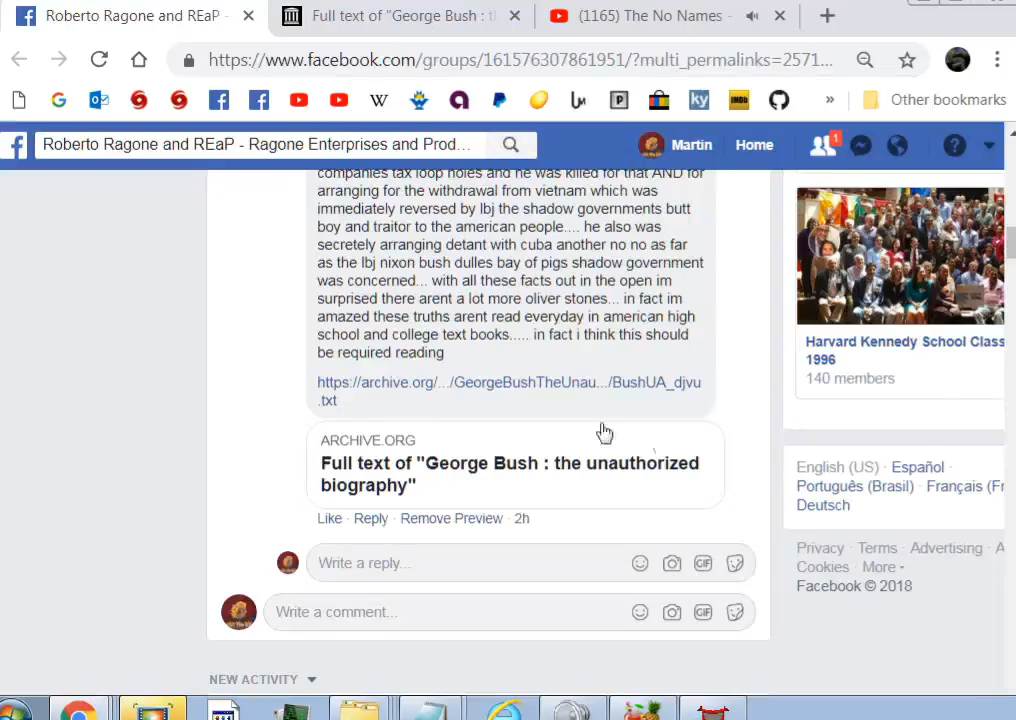 Roberto Ragone and REaP -
Full text of "George Bush : t
(1165) The No Names -
https://www.facebook.com/groups/161576307861951/?multi_permalinks=2571...
Other bookmarks
Roberto Ragone and REaP - Ragone Enterprises and Prod...
Martin
Home
1
companies tax loop holes and he was killed for that AND for
arranging for the withdrawal from vietnam which was
immediately reversed by lbj the shadow governments butt
boy and traitor to the american people.... he also was
secretely arranging detant with cuba another no no as far
as the lbj nixon bush dulles bay of pigs shadow government
was concerned... with all these facts out in the open im
surprised there arent a lot more oliver stones... in fact im
amazed these truths arent read everyday in american high
school and college text books..... in fact i think this should
be required reading
https://archive.org/.../GeorgeBushTheUnau.../BushUA_djvu
.txt
ARCHIVE.ORG
Full text of "George Bush : the unauthorized
biography"
Like · Reply · Remove Preview · 2h
Write a reply...
Write a comment...
NEW ACTIVITY
Harvard Kennedy School Class
1996
140 members
English (US) · Español ·
Português (Brasil) · Français (Fr
Deutsch
Privacy · Terms · Advertising · A
Cookies · More
Facebook © 2018